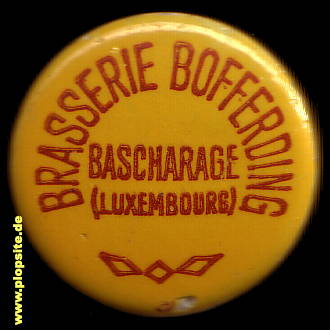 BRASSERIE BOFFERDING
BASCHARAGE
(LUXEMBOURG)
www.plopsite.de